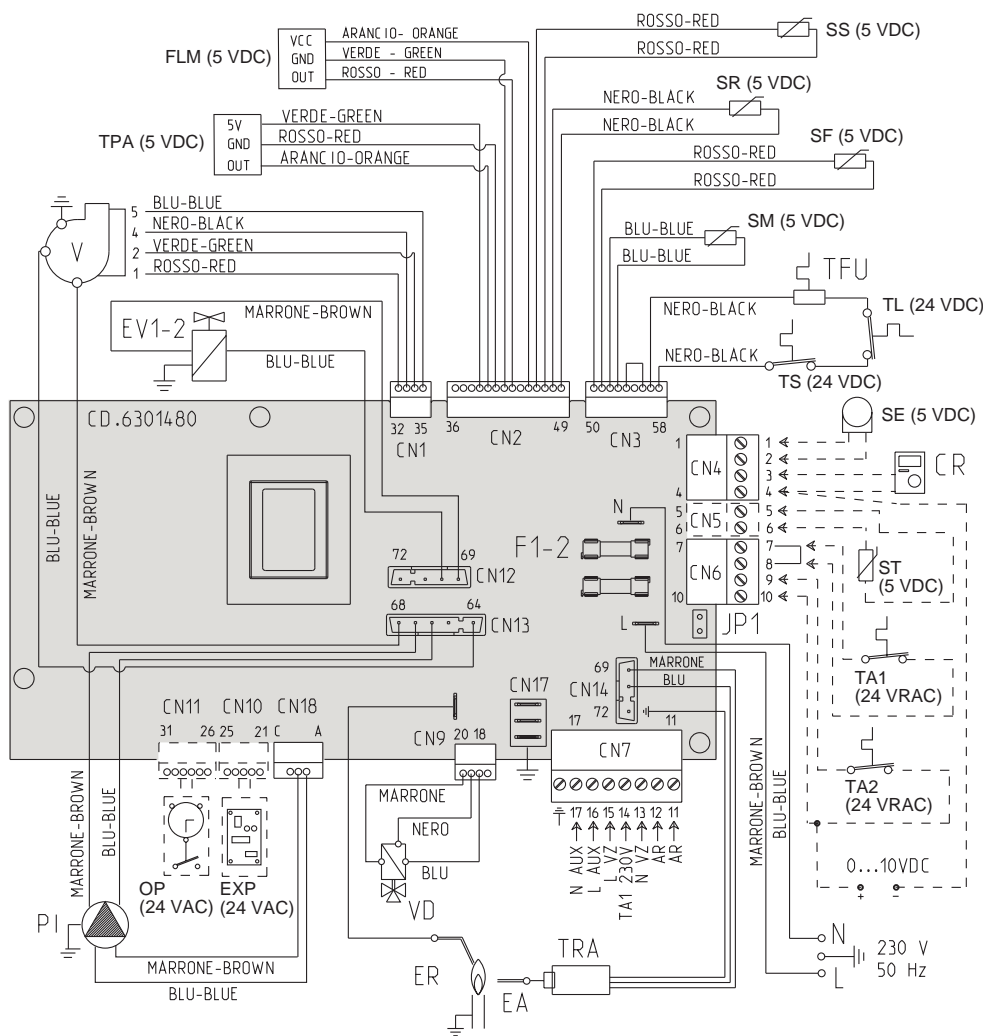 FLM (5 VDC)
VCC
GND
OUT
ARANCIO- ORANGE
VERDE - GREEN
ROSSO - RED
ROSSO-RED
SS (5 VDC)
ROSSO-RED
SR (5 VDC)
NERO-BLACK
NERO-BLACK
TPA (5 VDC)
5V
GND
OUT
VERDE-GREEN
ROSSO-RED
ARANCIO-ORANGE
SF (5 VDC)
ROSSO-RED
ROSSO-RED
V
5 BLU-BLUE
4 NERO-BLACK
2 VERDE-GREEN
1 ROSSO-RED
SM (5 VDC)
BLU-BLUE
BLU-BLUE
TFU
NERO-BLACK
TL (24 VDC)
NERO-BLACK
TS (24 VDC)
EV1-2
MARRONE-BROWN
BLU-BLUE
CD.6301480
32 35
CN1
36 49
CN2
50 58
CN3
SE (5 VDC)
CR
1 4
CN4
1
2
3
4
5 6
CN5
5
6
7 10
CN6
7
8
9
10
ST
(5 VDC)
BLU-BLUE
MARRONE-BROWN
N
F1-2
L
72 69
CN12
68 64
CN13
JP1
TA1
(24 VRAC)
TA2
(24 VRAC)
69
72
CN14
MARRONE
BLU
CN17
CN11
31 26
CN10
25 21
CN18
C A
CN9
20 18
17 11
CN7
17
16
15
14
13
12
11
N AUX
L AUX
L VZ
TA1 230V
N VZ
AR
AR
MARRONE-BROWN
BLU-BLUE
MARRONE-BROWN
BLU-BLUE
OP
(24 VAC)
EXP
(24 VAC)
MARRONE
NERO
BLU
VD
0...10VDC
+ -
PI
MARRONE-BROWN
BLU-BLUE
ER
EA
TRA
N
L
230 V
50 Hz